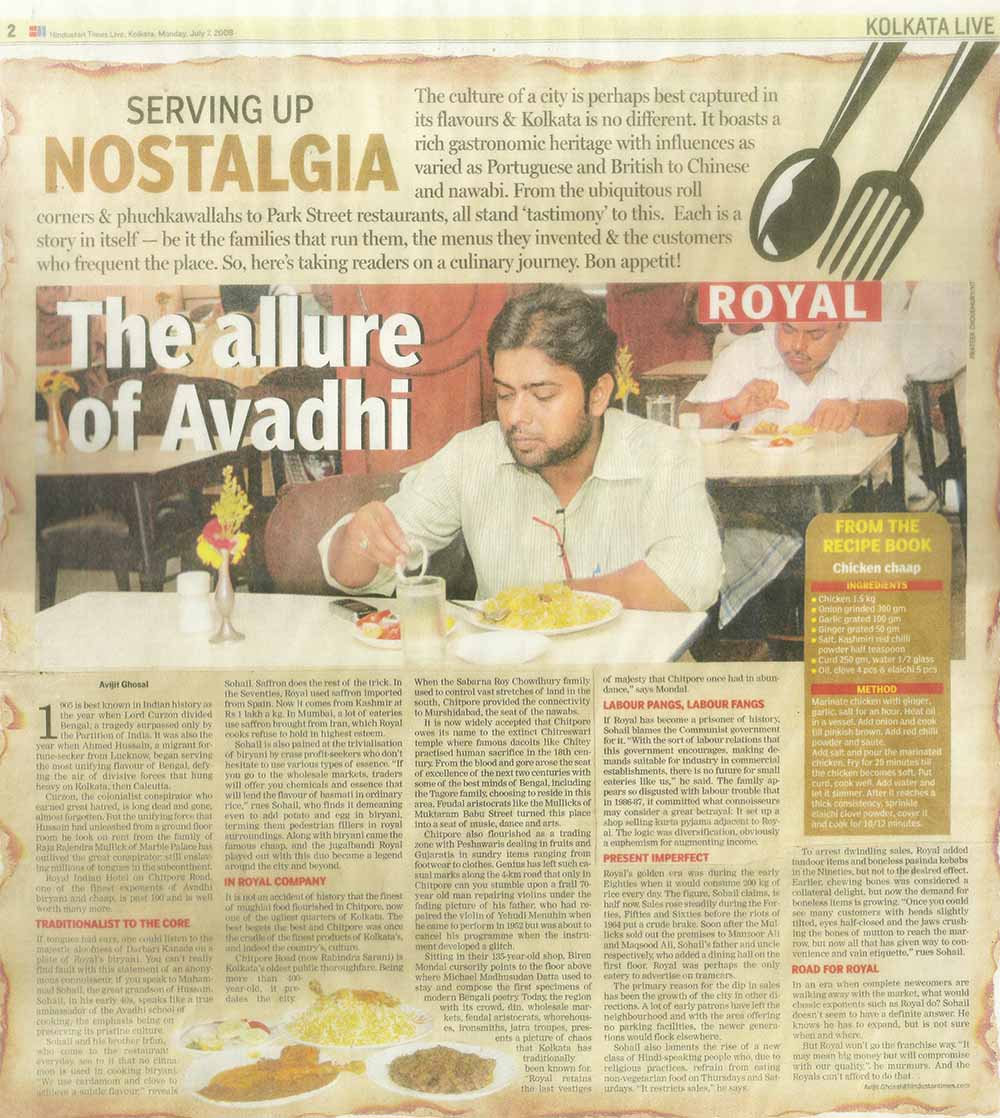 2
Hindustan Times Live, Kolkata, Monday, July 7, 2008
KOLKATA LIVE
SERVING UP
NOSTALGIA
The culture of a city is perhaps best captured in
its flavours & Kolkata is no different. It boasts a
rich gastronomic heritage with influences as
varied as Portuguese and British to Chinese
and nawabi. From the ubiquitous roll
corners & phuchkawallahs to Park Street restaurants, all stand ‘tastimony’ to this. Each is a
story in itself — be it the families that run them, the menus they invented & the customers
who frequent the place. So, here's taking readers on a culinary journey. Bon appetit!
The allure
of Avadhi
ROYAL
FROM THE
RECIPE BOOK
Chicken chaap
INGREDIENTS
Chicken 1.5 kg
Onion grinded 300 gm
Garlic grated 100 gm
Ginger grated 50 gm
Salt, Kashmiri red chilli
powder half teaspoon
Curd 250 gm, water 1/2 glass
Oil, clove 4 pcs & elaichi 5 pcs
METHOD
Marinate chicken with ginger,
garlic, salt for an hour. Heat oil
in a vessel. Add onion and cook
till pinkish brown. Add red chilli
powder and saute.
Add salt and pour the marinated
chicken. Fry for 20 minutes till
the chicken becomes soft. Put
curd, cook well. Add water and
let it simmer. After it reaches a
thick consistency, sprinkle
elaichi clove powder, cover it
and cook for 10/12 minutes.
Avijit Ghosal
1905 is best known in Indian history as
the year when Lord Curzon divided
Bengal; a tragedy surpassed only by
the Partition of India. It was also the
year when Ahmed Hussain, a migrant for-
tune-seeker from Lucknow, began serving
the most unifying flavour of Bengal, defy-
ing the air of divisive forces that hung
heavy on Kolkata, then Calcutta.
Curzon, the colonialist conspirator who
earned great hatred, is long dead and gone,
almost forgotten. But the unifying force that
Hussain had unleashed from a ground floor
room he took on rent from the family of
Raja Rajendra Mullick of Marble Palace has
outlived the great conspirator, still enslav-
ing millions of tongues in the subcontinent.
Royal Indian Hotel on Chitpore Road,
one of the finest exponents of Avadhi
biryani and chaap, is past 100 and is well
worth many more.
TRADITIONALIST TO THE CORE
If tongues had ears, one could listen to the
majestic aloofness of Darbari Kanada on a
plate of Royal's biryani. You can't really
find fault with this statement of an anony-
mous connoisseur, if you speak to Moham-
mad Sohail, the great grandson of Hussain.
Sohail, in his early 40s, speaks like a true
ambassador of the Avadhi school of
cooking, the emphasis being on
preserving its pristine culture.
Sohail and his brother Irfan,
who come to the restaurant
everyday, see to it that no cinna
mon is used in cooking biryani.
"We use cardamom and clove to
achieve a subtle flavour," reveals
Sohail. Saffron does the rest of the trick. In
the Seventies, Royal used saffron imported
from Spain. Now it comes from Kashmir at
Rs 1 lakh a kg. In Mumbai, a lot of eateries
use saffron brought from Iran, which Royal
cooks refuse to hold in highest esteem.
Sohail is also pained at the trivialisation
of biryani by crass profit-seekers who don't
hesitate to use various types of essence. "If
you go to the wholesale markets, traders
will offer you chemicals and essence that
will lend the flavour of basmati in ordinary
rice," rues Sohail, who finds it demeaning
even to add potato and egg in biryani,
terming them pedestrian fillers in royal
surroundings. Along with biryani came the
famous chaap, and the jugalbandi Royal
played out with this duo became a legend
around the city and beyond.
IN ROYAL COMPANY
It is not an accident of history that the finest
of mughlai food flourished in Chitpore, now
one of the ugliest quarters of Kolkata. The
best begets the best and Chitpore was once
the cradle of the finest products of Kolkata's,
and indeed the country's, culture.
Chitpore Road (now Rabindra Sarani) is
Kolkata's oldest public thoroughfare. Being
more than 400-
year-old, it pre-
dates the city.
When the Sabarna Roy Chowdhury family
used to control vast stretches of land in the
south, Chitpore provided the connectivity
to Murshidabad, the seat of the nawabs.
It is now widely accepted that Chitpore
owes its name to the extinct Chitreswari
temple where famous dacoits like Chitey
practised human sacrifice in the 18th cen-
tury. From the blood and gore arose the seat
of excellence of the next two centuries with
some of the best minds of Bengal, including
the Tagore family, choosing to reside in this
area. Feudal aristocrats like the Mullicks of
Muktaram Babu Street turned this place
into a seat of music, dance and arts.
Chitpore also flourished as a trading
zone with Peshawaris dealing in fruits and
Gujaratis in sundry items ranging from
footwear to clothes. Genius has left such cas-
ual marks along the 4-km road that only in
Chitpore can you stumble upon a frail 70-
year old man repairing violins under the
fading picture of his father, who had re-
paired the violin of Yehudi Menuhin when
he came to perform in 1952 but was about to
cancel his programme when the instru-
ment developed a glitch.
Sitting in their 135-year-old shop, Biren
Mondal cursorily points to the floor above
where Michael Madhusudan Datta used to
stay and compose the first specimens of
modern Bengali poetry. Today, the region
with its crowd, din, wholesale mar-
kets, feudal aristocrats, whorehous-
es, ironsmiths, jatra troupes, pres-
ents a picture of chaos
that Kolkata has
traditionally
been known for.
"Royal retains
the last vestiges
of majesty that Chitpore once had in abun-
dance," says Mondal.
LABOUR PANGS, LABOUR FANGS
If Royal has become a prisoner of history,
Sohail blames the Communist government
for it. "With the sort of labour relations that
this government encourages, making de-
mands suitable for industry in commercial
establishments, there is no future for small
eateries like us," he said. The family ap-
pears so disgusted with labour trouble that
in 1986-87, it committed what connoisseurs
may consider a great betrayal: it set up a
shop selling kurta pyjama adjacent to Roy-
al. The logic was diversification, obviously
a euphemism for augmenting income.
PRESENT IMPERFECT
Royal's golden era was during the early
Eighties when it would consume 200 kg of
rice every day. The figure, Sohail claims, is
half now. Sales rose steadily during the For-
ties, Fifties and Sixties before the riots of
1964 put a crude brake. Soon after the Mul-
licks sold out the premises to Manzoor Ali
and Maqsood Ali, Sohail's father and uncle
respectively, who added a dining hall on the
first floor. Royal was perhaps the only
eatery to advertise on tramcars.
The primary reason for the dip in sales
has been the growth of the city in other di-
rections. A lot of early patrons have left the
neighbourhood and with the area offering
no parking facilities, the newer genera-
tions would flock elsewhere.
Sohail also laments the rise of a new
class of Hindi-speaking people who, due to
religious practices, refrain from eating
non-vegetarian food on Thursdays and Sat-
urdays. "It restricts sales," he says.
To arrest dwindling sales, Royal added
tandoor items and boneless pasinda kebabs
in the Nineties, but not to the desired effect.
Earlier, chewing bones was considered a
collateral delight, but now the demand for
boneless items is growing. "Once you could
see many customers with heads slightly
tilted, eyes half-closed and the jaws crush-
ing the bones of mutton to reach the mar-
row, but now all that has given way to con-
venience and vain etiquette," rues Sohail.
ROAD FOR ROYAL
In an era when complete newcomers are
walking away with the market, what would
classic exponents such as Royal do? Sohail
doesn't seem to have a definite answer. He
knows he has to expand, but is not sure
when and where.
But Royal won't go the franchise way. "It
may mean big money but will compromise
with our quality," he murmurs. And the
Royals can't afford to do that.